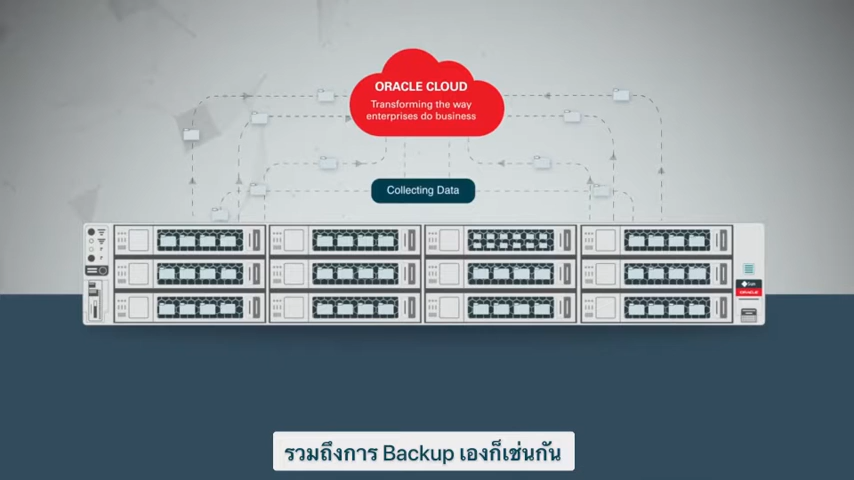 ORACLE CLOUD
Transforming the way
enterprises do business
Collecting Data
รวมถึงการ Backup เองก็เช่นกัน